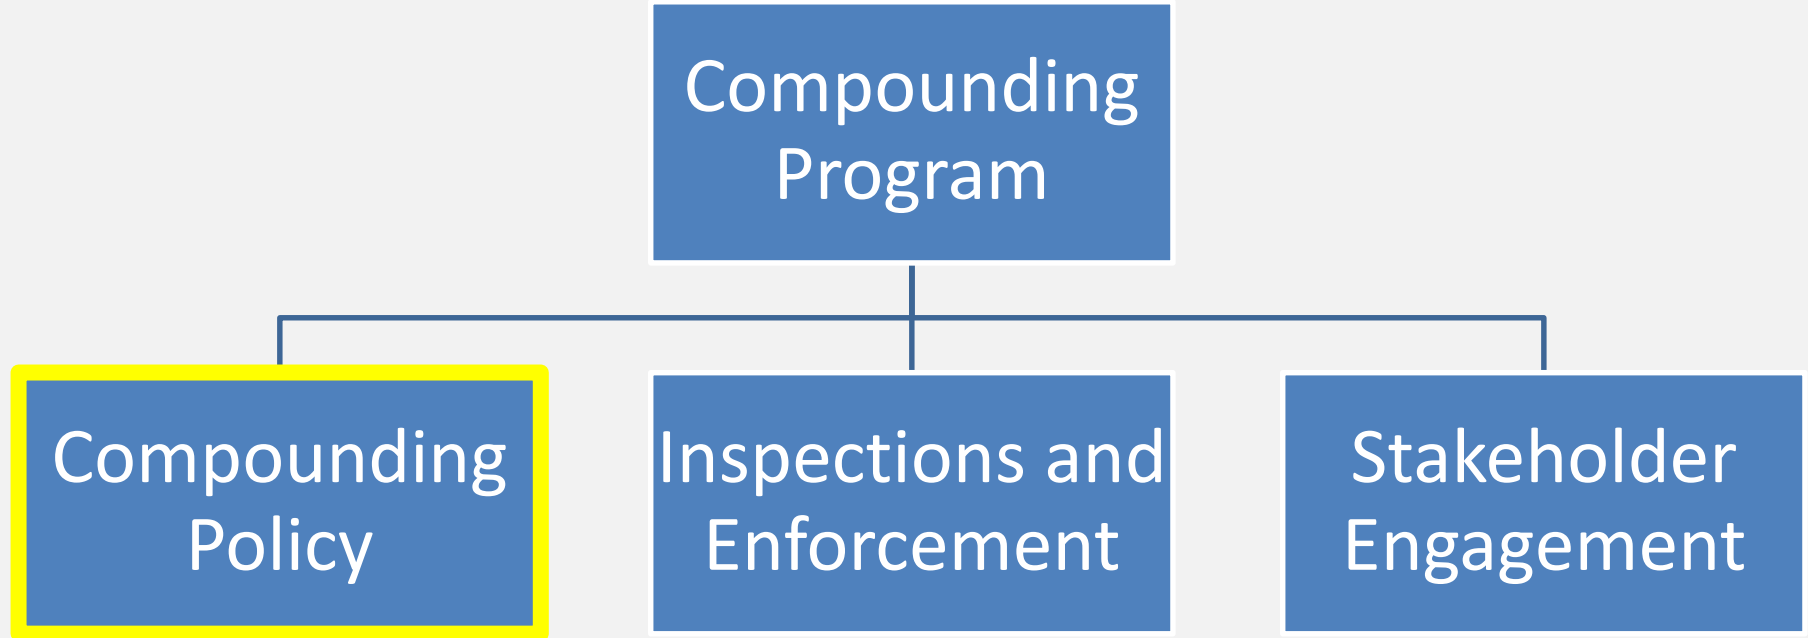 Compounding
Program
Compounding
Policy
Inspections and
Enforcement
Stakeholder
Engagement